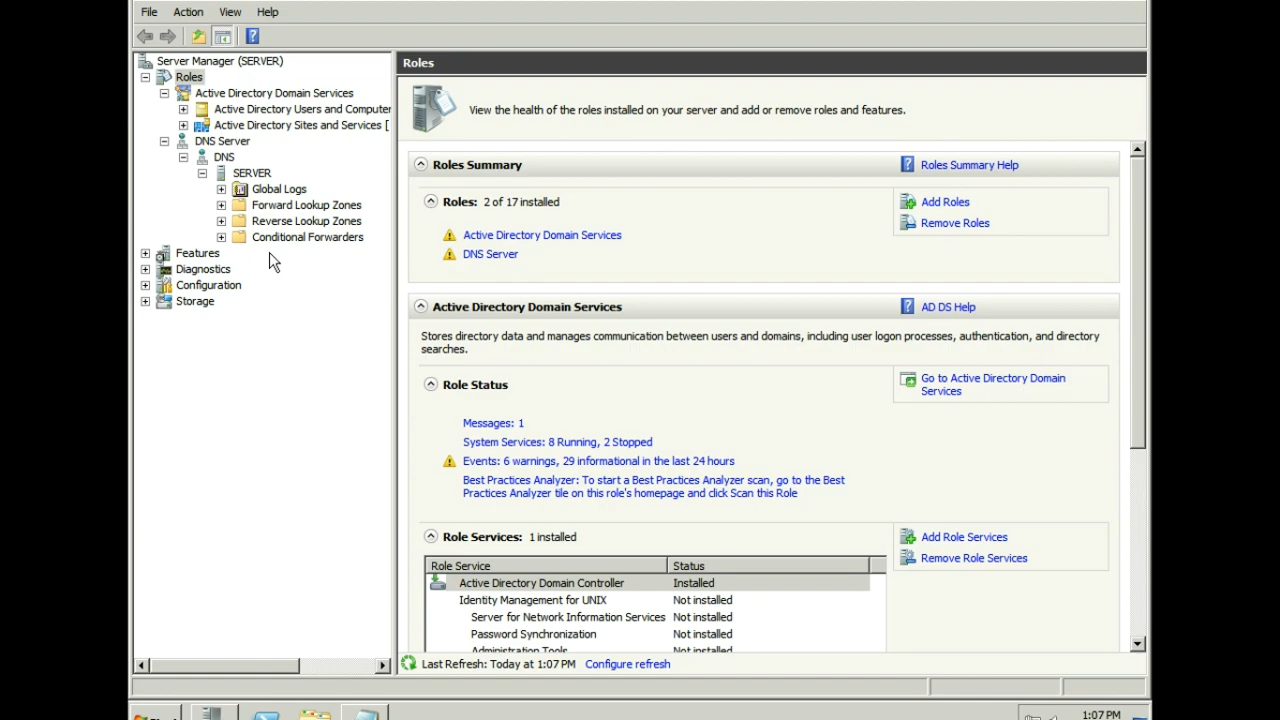 File Action View Help
Server Manager (SERVER)
Roles
Active Directory Domain Services
Active Directory Users and Computer
Active Directory Sites and Services [
DNS Server
DNS
SERVER
Global Logs
Forward Lookup Zones
Reverse Lookup Zones
Conditional Forwarders
Features
Diagnostics
Configuration
Storage
Roles
View the health of the roles installed on your server and add or remove roles and features.
Roles Summary
Roles Summary Help
Roles: 2 of 17 installed
Add Roles
Remove Roles
Active Directory Domain Services
DNS Server
Active Directory Domain Services
AD DS Help
Stores directory data and manages communication between users and domains, including user logon processes, authentication, and directory
searches.
Role Status
Go to Active Directory Domain
Services
Messages: 1
System Services: 8 Running, 2 Stopped
Events: 6 warnings, 29 informational in the last 24 hours
Best Practices Analyzer: To start a Best Practices Analyzer scan, go to the Best
Practices Analyzer tile on this role's homepage and click Scan this Role
Role Services: 1 installed
Add Role Services
Remove Role Services
Role Service Status
Active Directory Domain Controller Installed
Identity Management for UNIX Not installed
Server for Network Information Services Not installed
Password Synchronization Not installed
Administration Tools Not installed
Last Refresh: Today at 1:07 PM Configure refresh
1:07 PM